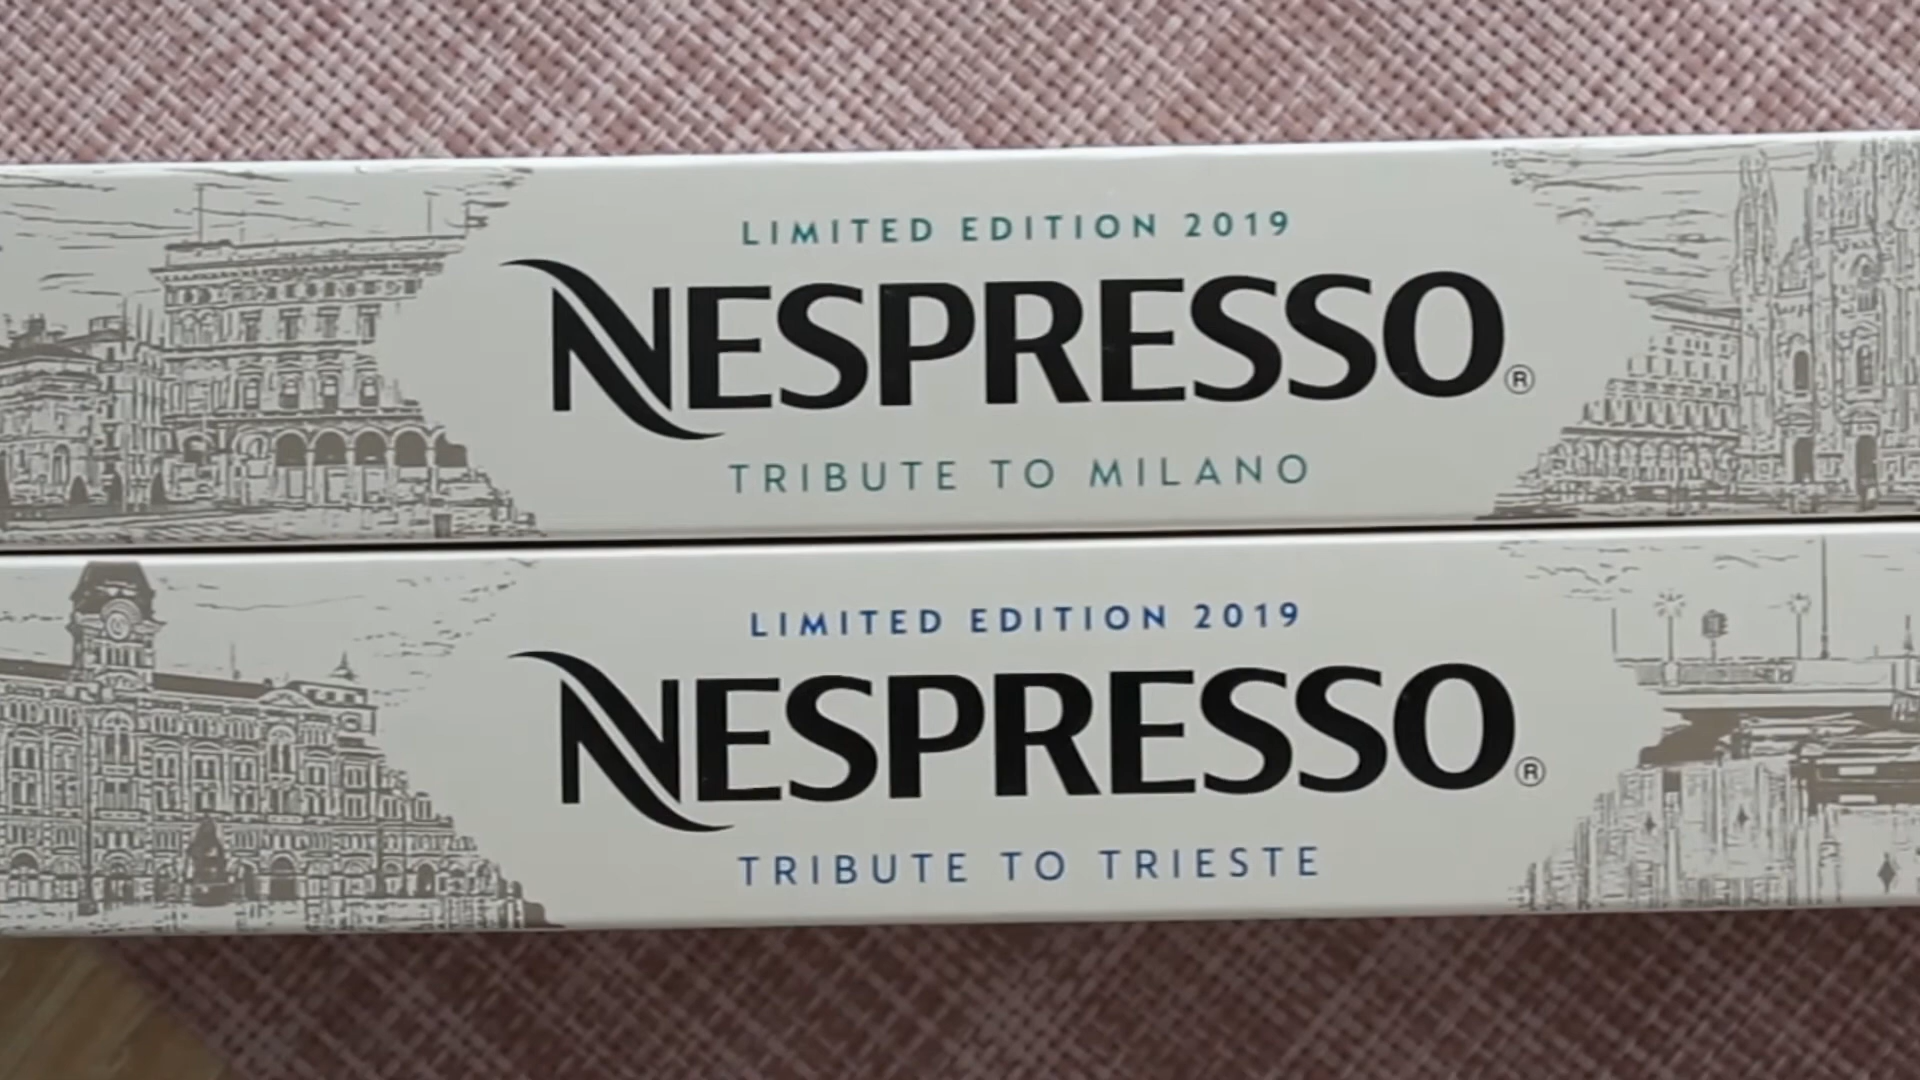 LIMITED EDITION 2019
NESPRESSO®
TRIBUTE TO MILANO
LIMITED EDITION 2019
NESPRESSO®
TRIBUTE TO TRIESTE